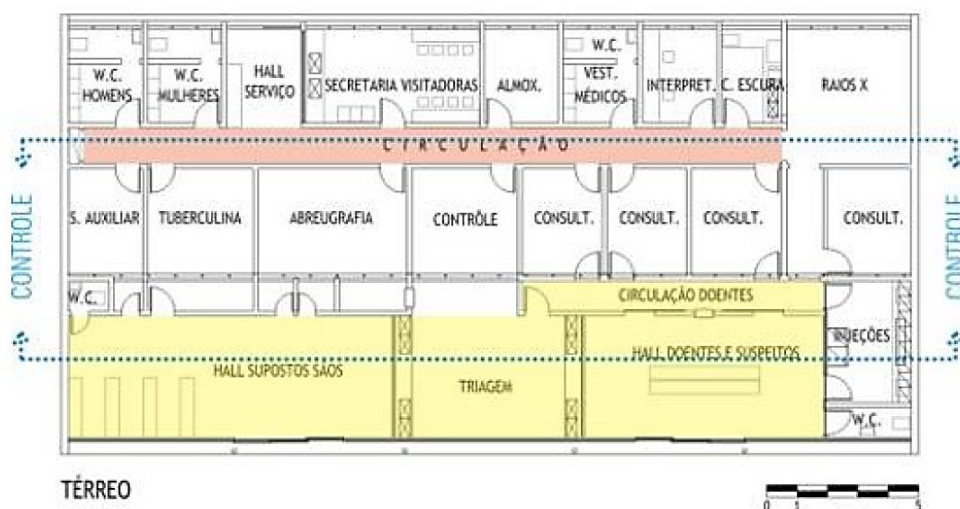 W.C.
HOMENS
W.C.
MULHERES
HALL
SERVIÇO
SECRETARIA VISITADORAS
ALMOX.
W.C.
VEST.
MÉDICOS
INTERPRET.
C. ESCURA
RAIOS X
CIRCULAÇÃO
CONTROLE
S. AUXILIAR
TUBERCULINA
ABREUGRAFIA
CONTRÔLE
CONSULT.
CONSULT.
CONSULT.
CONSULT.
CONTROLE
W.C.
CIRCULAÇÃO DOENTES
HALL SUPOSTOS SÃOS
TRIAGEM
HALL DOENTES E SUSPEITOS
INJEÇÕES
W.C.
TÉRREO
0 1 5